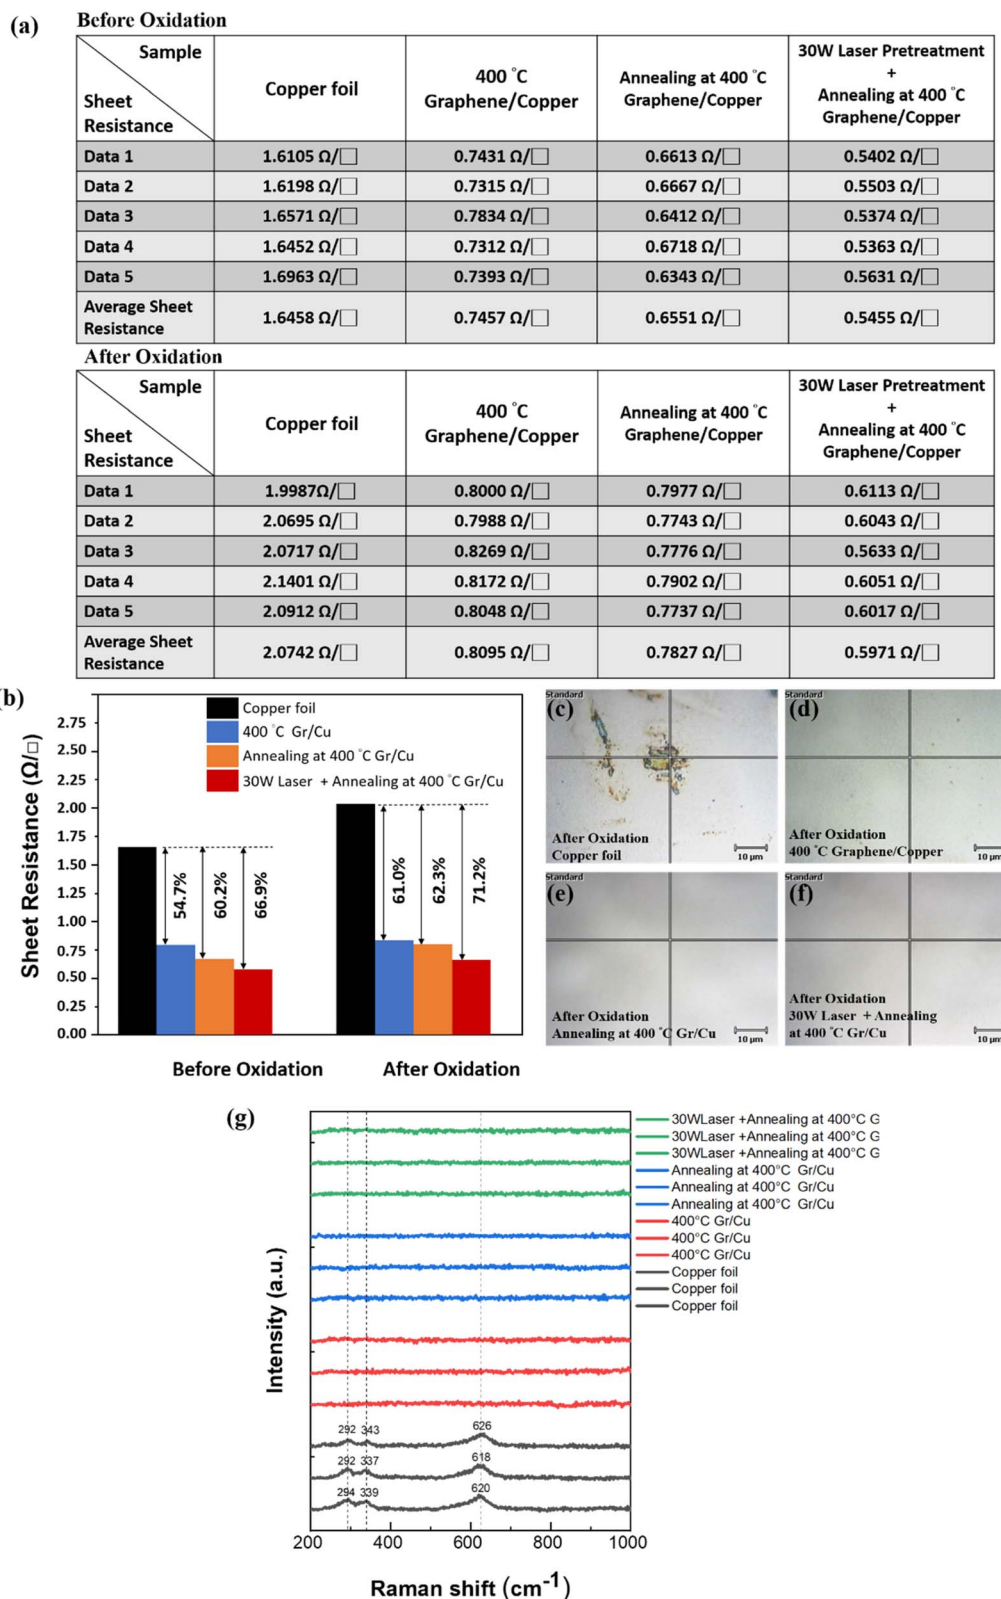 (a)
Before Oxidation
Sample
Sheet
Resistance
Copper foil
400 °C
Graphene/Copper
Annealing at 400 °C
Graphene/Copper
30W Laser Pretreatment
+
Annealing at 400 °C
Graphene/Copper
Data 1 1.6105 Ω/□ 0.7431 Ω/□ 0.6613 Ω/□ 0.5402 Ω/□
Data 2 1.6198 Ω/□ 0.7315 Ω/□ 0.6667 Ω/□ 0.5503 Ω/□
Data 3 1.6571 Ω/□ 0.7834 Ω/□ 0.6412 Ω/□ 0.5374 Ω/□
Data 4 1.6452 Ω/□ 0.7312 Ω/□ 0.6718 Ω/□ 0.5363 Ω/□
Data 5 1.6963 Ω/□ 0.7393 Ω/□ 0.6343 Ω/□ 0.5631 Ω/□
Average Sheet
Resistance
1.6458 Ω/□ 0.7457 Ω/□ 0.6551 Ω/□ 0.5455 Ω/□
After Oxidation
Sample
Sheet
Resistance
Copper foil
400 °C
Graphene/Copper
Annealing at 400 °C
Graphene/Copper
30W Laser Pretreatment
+
Annealing at 400 °C
Graphene/Copper
Data 1 1.9987Ω/□ 0.8000 Ω/□ 0.7977 Ω/□ 0.6113 Ω/□
Data 2 2.0695 Ω/□ 0.7988 Ω/□ 0.7743 Ω/□ 0.6043 Ω/□
Data 3 2.0717 Ω/□ 0.8269 Ω/□ 0.7776 Ω/□ 0.5633 Ω/□
Data 4 2.1401 Ω/□ 0.8172 Ω/□ 0.7902 Ω/□ 0.6051 Ω/□
Data 5 2.0912 Ω/□ 0.8048 Ω/□ 0.7737 Ω/□ 0.6017 Ω/□
Average Sheet
Resistance
2.0742 Ω/□ 0.8095 Ω/□ 0.7827 Ω/□ 0.5971 Ω/□
(b)
Sheet Resistance (Ω/□)
2.75
2.50
2.25
2.00
1.75
1.50
1.25
1.00
0.75
0.50
0.25
0.00
Copper foil
400 °C Gr/Cu
Annealing at 400 °C Gr/Cu
30W Laser + Annealing at 400 °C Gr/Cu
54.7%
60.2%
66.9%
61.0%
62.3%
71.2%
Before Oxidation
After Oxidation
Standard
(c)
After Oxidation
Copper foil
10 μm
Standard
(d)
After Oxidation
400 °C Graphene/Copper
10 μm
Standard
(e)
After Oxidation
Annealing at 400 °C Gr/Cu
10 μm
Standard
(f)
After Oxidation
30W Laser + Annealing
at 400 °C Gr/Cu
10 μm
(g)
Intensity (a.u.)
30WLaser +Annealing at 400°C G
30WLaser +Annealing at 400°C G
30WLaser +Annealing at 400°C G
Annealing at 400°C Gr/Cu
Annealing at 400°C Gr/Cu
Annealing at 400°C Gr/Cu
400°C Gr/Cu
400°C Gr/Cu
400°C Gr/Cu
Copper foil
Copper foil
Copper foil
292 343 626
292 337 618
294 339 620
200 400 600 800 1000
Raman shift (cm⁻¹)